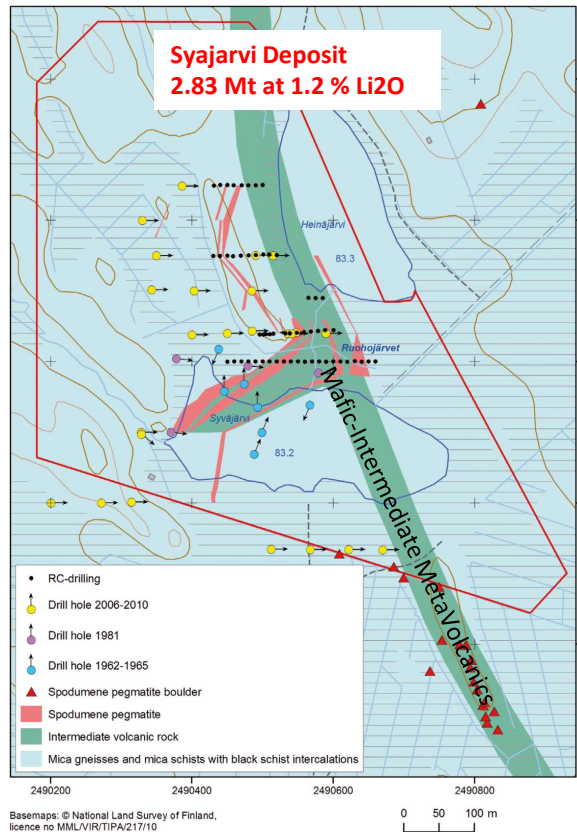 Syajarvi Deposit
2.83 Mt at 1.2 % Li2O
Heinäjärvi
83.3
Ruohojärvet
Mafic-Intermediate MetaVolcanics
Syväjärvi
83.2
RC-drilling
Drill hole 2006-2010
Drill hole 1981
Drill hole 1962-1965
Spodumene pegmatite boulder
Spodumene pegmatite
Intermediate volcanic rock
Mica gneisses and mica schists with black schist intercalations
2490200 2490400 2490600 2490800
Basemaps: © National Land Survey of Finland,
licence no MML/VIR/TIPA/217/10
0 50 100 m